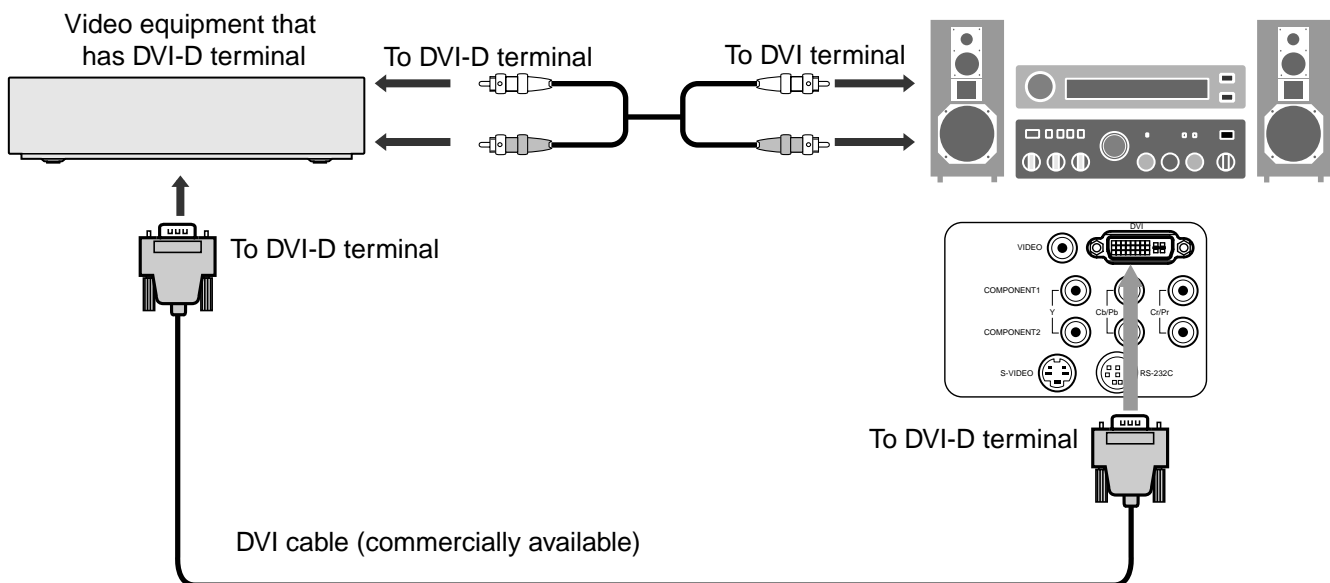 Video equipment that
has DVI-D terminal
To DVI-D terminal
To DVI terminal
To DVI-D terminal
DVI
VIDEO
COMPONENT1
Y
Cb/Pb
Cr/Pr
COMPONENT2
S-VIDEO
RS-232C
To DVI-D terminal
DVI cable (commercially available)